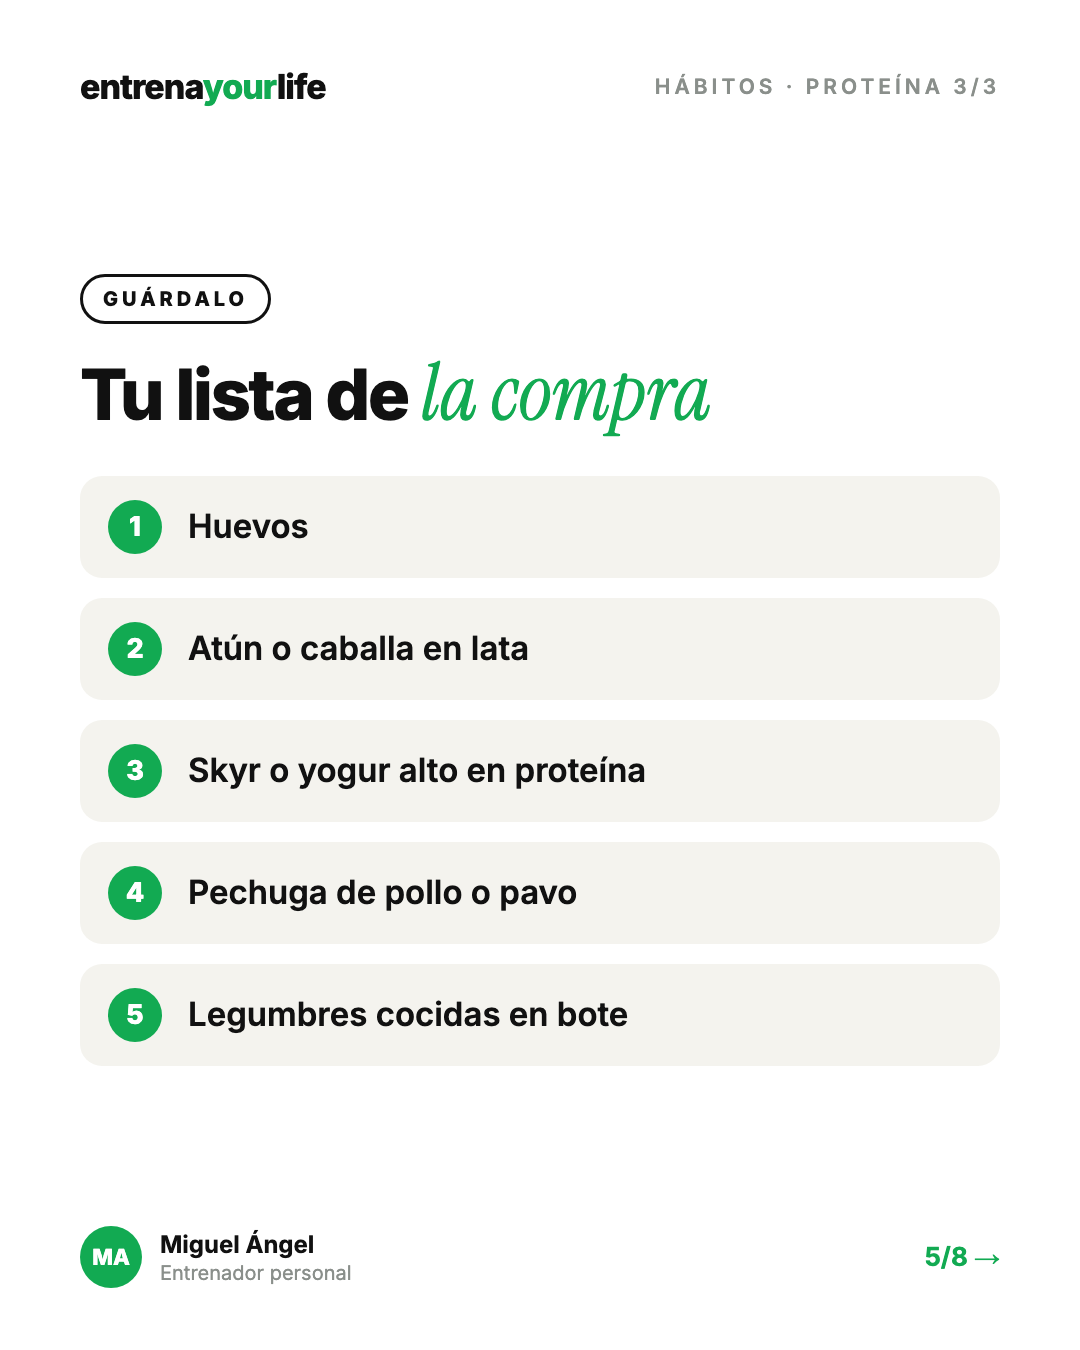 entrenayourlife
HÁBITOS · PROTEÍNA 3/3
GUÁRDALO
Tu lista de la compra
1 Huevos
2 Atún o caballa en lata
3 Skyr o yogur alto en proteína
4 Pechuga de pollo o pavo
5 Legumbres cocidas en bote
MA
Miguel Ángel
Entrenador personal
5/8 →